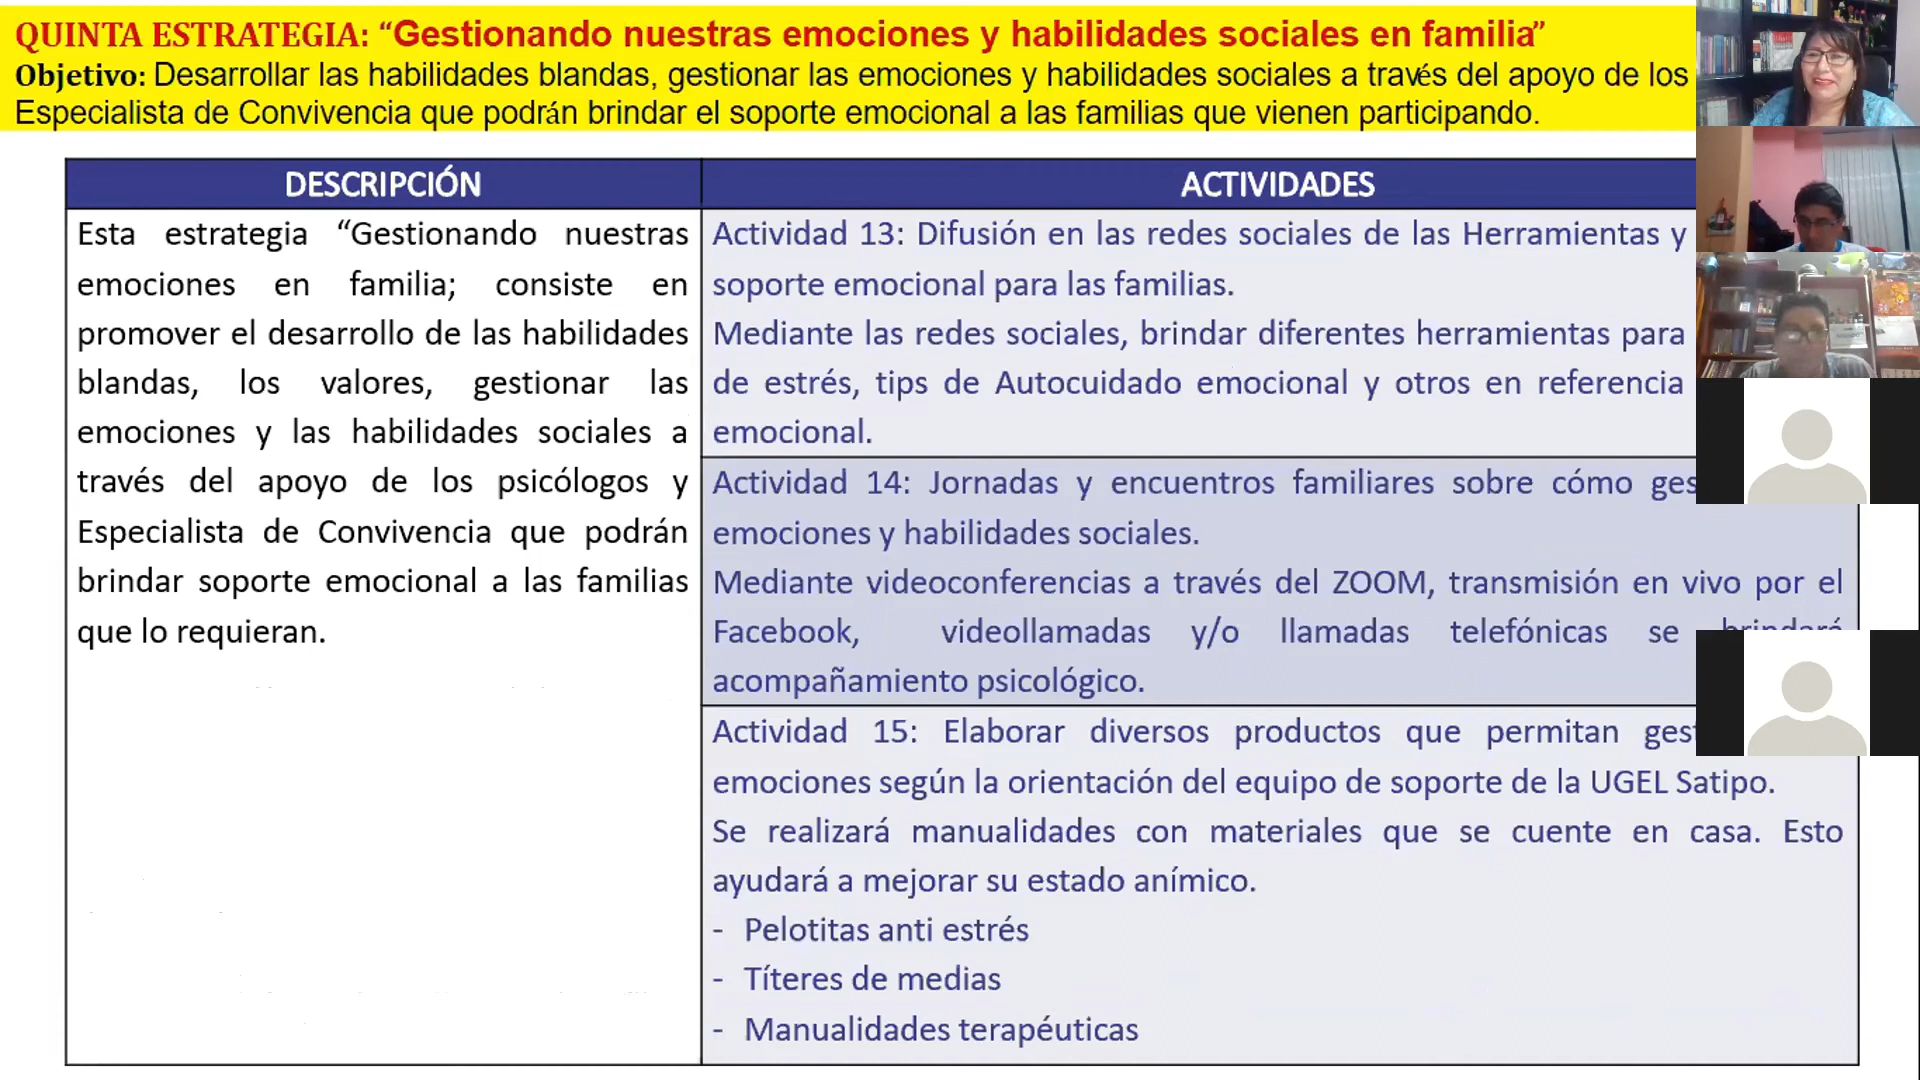 QUINTA ESTRATEGIA: “Gestionando nuestras emociones y habilidades sociales en familia”
Objetivo: Desarrollar las habilidades blandas, gestionar las emociones y habilidades sociales a través del apoyo de los
Especialista de Convivencia que podrán brindar el soporte emocional a las familias que vienen participando.
DESCRIPCIÓN
Esta estrategia “Gestionando nuestras
emociones en familia; consiste en
promover el desarrollo de las habilidades
blandas, los valores, gestionar las
emociones y las habilidades sociales a
través del apoyo de los psicólogos y
Especialista de Convivencia que podrán
brindar soporte emocional a las familias
que lo requieran.
ACTIVIDADES
Actividad 13: Difusión en las redes sociales de las Herramientas y
soporte emocional para las familias.
Mediante las redes sociales, brindar diferentes herramientas para
de estrés, tips de Autocuidado emocional y otros en referencia
emocional.
Actividad 14: Jornadas y encuentros familiares sobre cómo
emociones y habilidades sociales.
Mediante videoconferencias a través del ZOOM, transmisión en vivo por el
Facebook, videollamadas y/o llamadas telefónicas se brindará
acompañamiento psicológico.
Actividad 15: Elaborar diversos productos que permitan
emociones según la orientación del equipo de soporte de la UGEL Satipo.
Se realizará manualidades con materiales que se cuente en casa. Esto
ayudará a mejorar su estado anímico.
- Pelotitas anti estrés
- Títeres de medias
- Manualidades terapéuticas